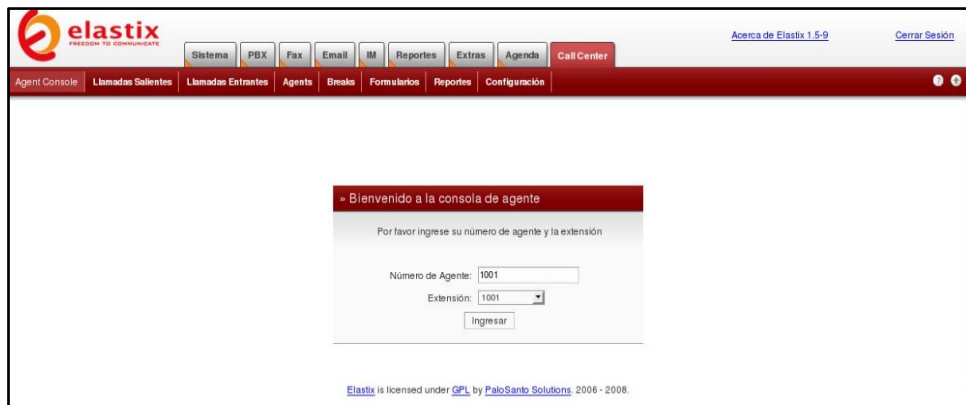 elastix
FREEDOM TO COMMUNICATE
Sistema PBX Fax Email IM Reportes Extras Agenda Call Center
Acerca de Elastix 1.5-9 Cerrar Sesión
Agent Console Llamadas Salientes Llamadas Entrantes Agents Breaks Formularios Reportes Configuración ?
» Bienvenido a la consola de agente
Por favor ingrese su número de agente y la extensión
Número de Agente: 1001
Extensión: 1001
Ingresar
Elastix is licensed under GPL by PaloSanto Solutions. 2006 - 2008.